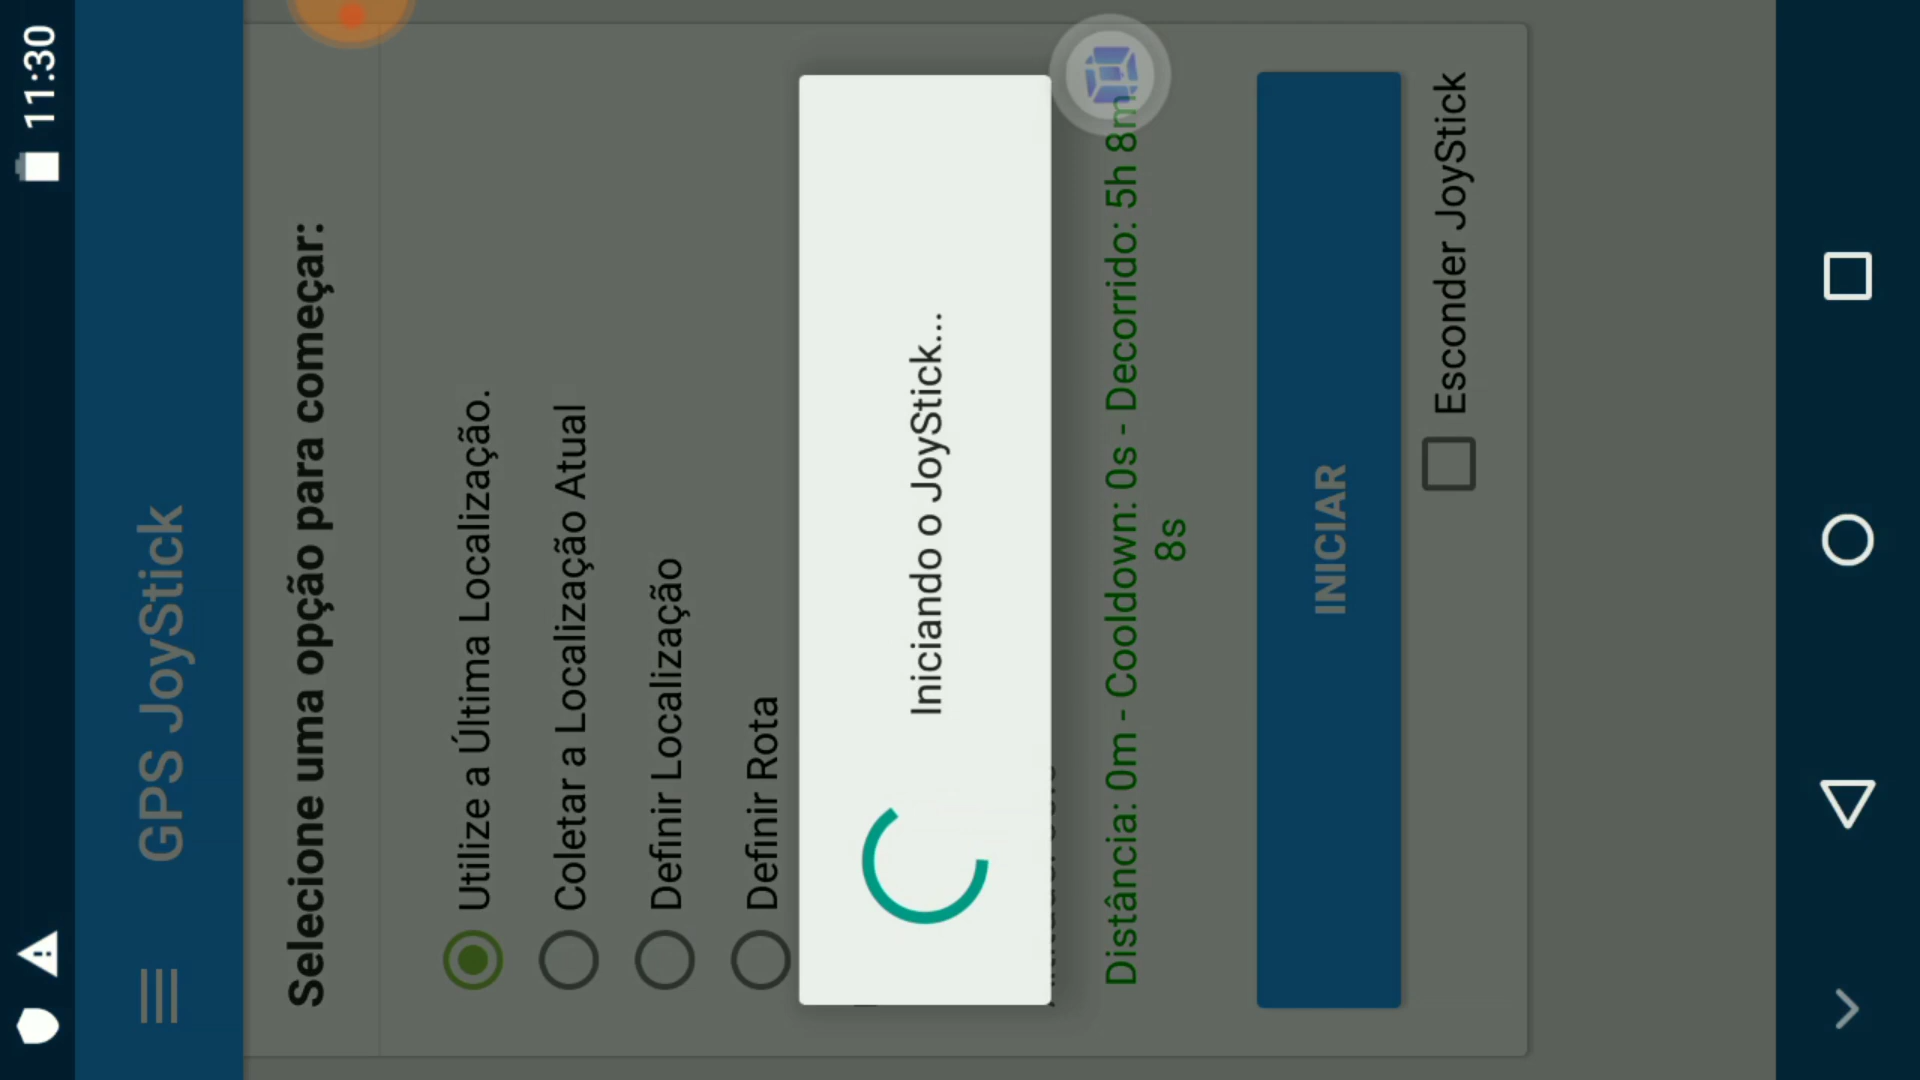 11:30
GPS JoyStick
Selecione uma opção para começar:
Utilize a Última Localização.
Coletar a Localização Atual
Definir Localização
Definir Rota
Iniciando o JoyStick...
Distância: 0m - Cooldown: 0s - Decorrido: 5h 8m
8s
INICIAR
Esconder JoyStick